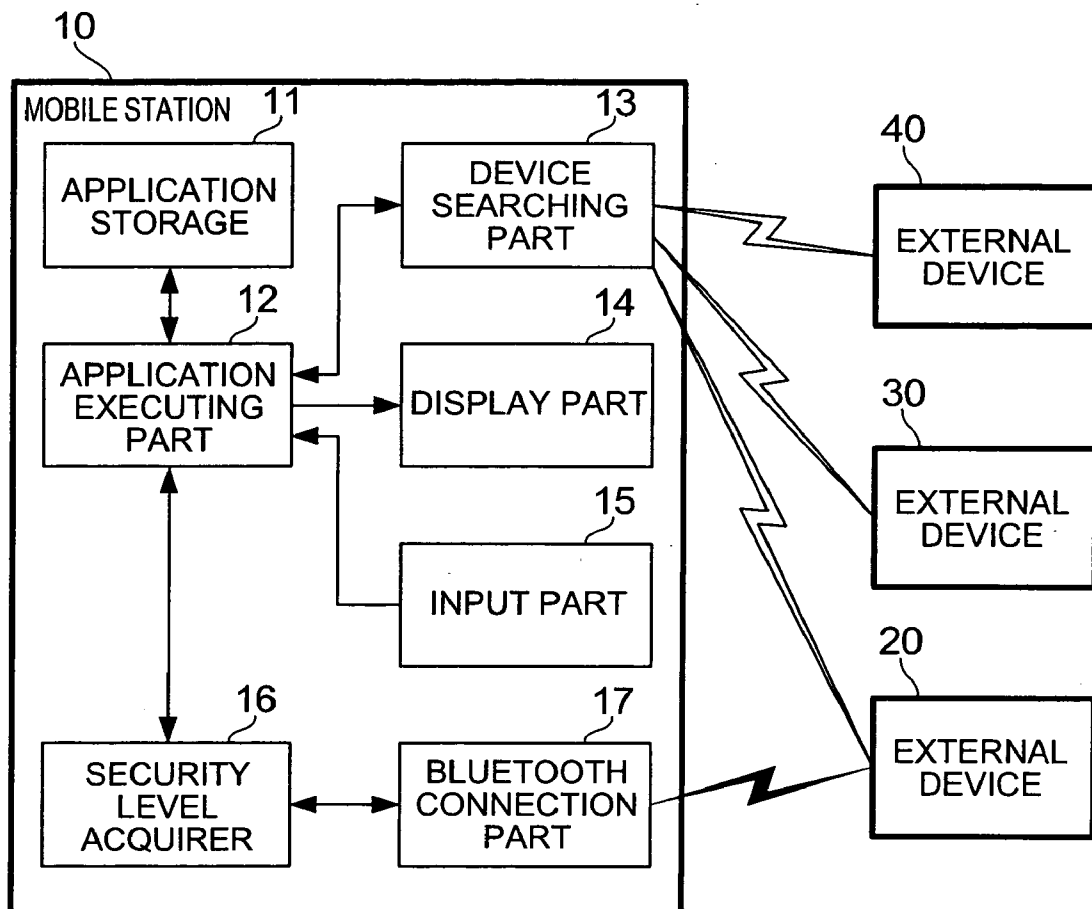 10
MOBILE STATION
11
APPLICATION
STORAGE
12
APPLICATION
EXECUTING
PART
13
DEVICE
SEARCHING
PART
14
DISPLAY PART
15
INPUT PART
16
SECURITY
LEVEL
ACQUIRER
17
BLUETOOTH
CONNECTION
PART
40
EXTERNAL
DEVICE
30
EXTERNAL
DEVICE
20
EXTERNAL
DEVICE